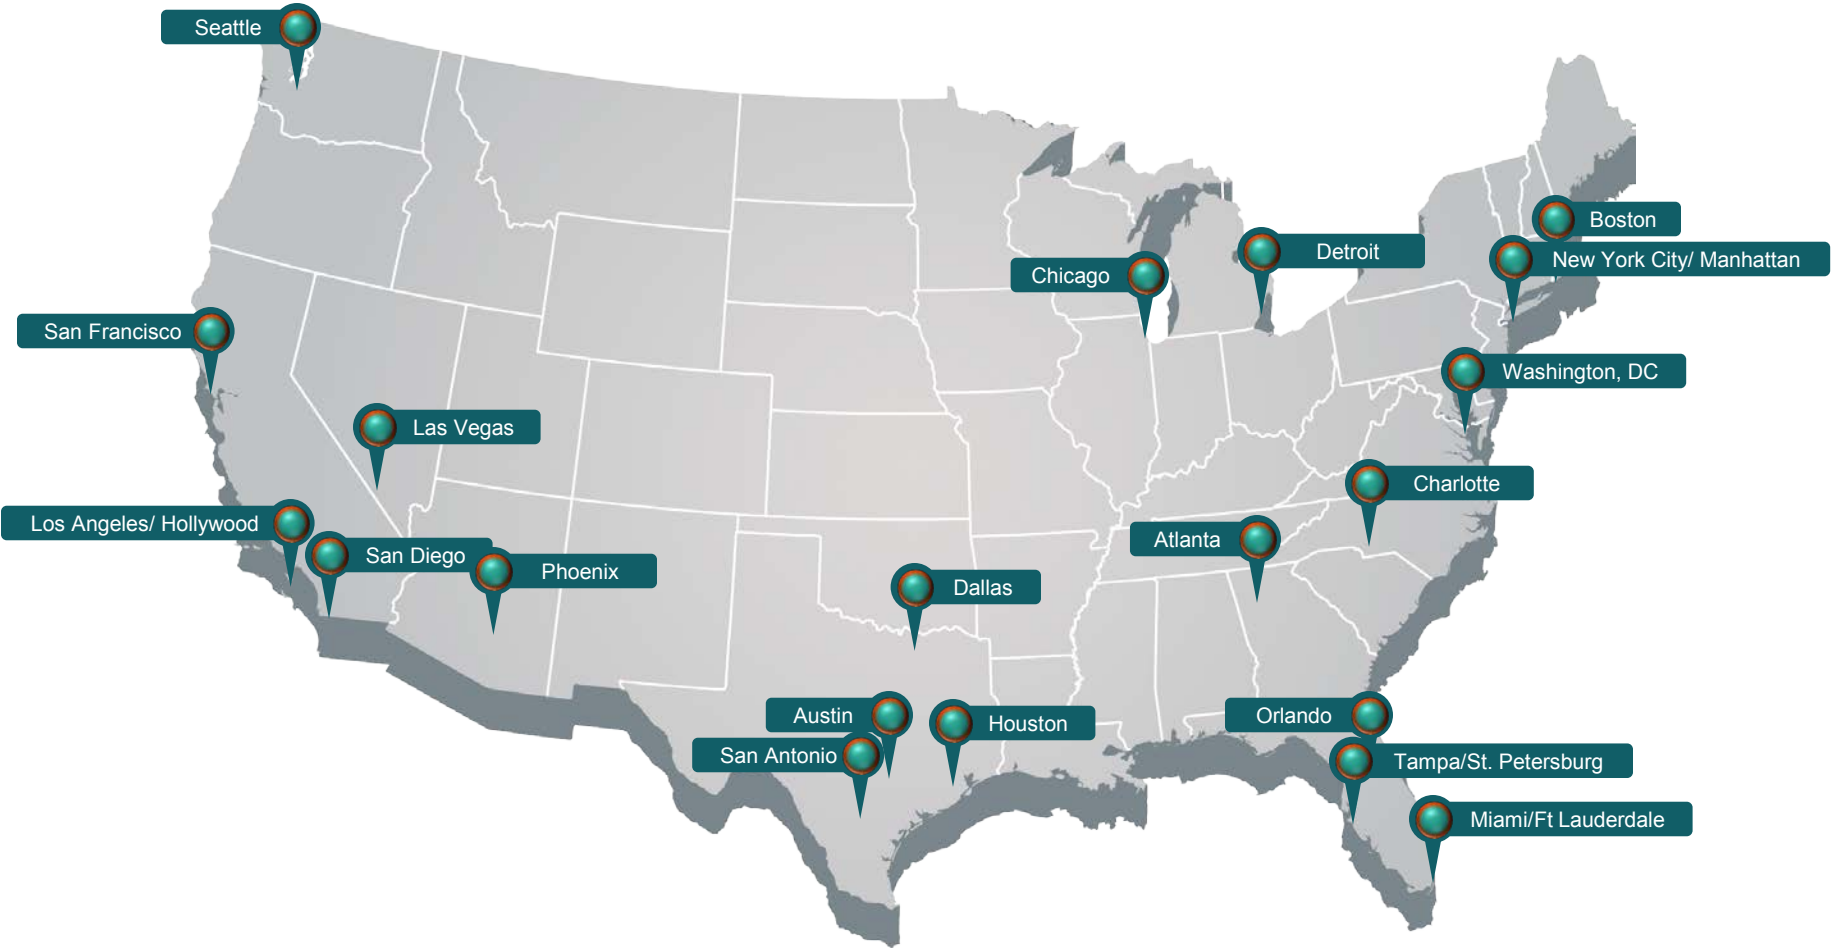 Seattle
Boston
Detroit
New York City/ Manhattan
Chicago
San Francisco
Washington, DC
Las Vegas
Charlotte
Los Angeles/ Hollywood
Atlanta
San Diego
Phoenix
Dallas
Austin
Houston
Orlando
San Antonio
Tampa/St. Petersburg
Miami/Ft Lauderdale